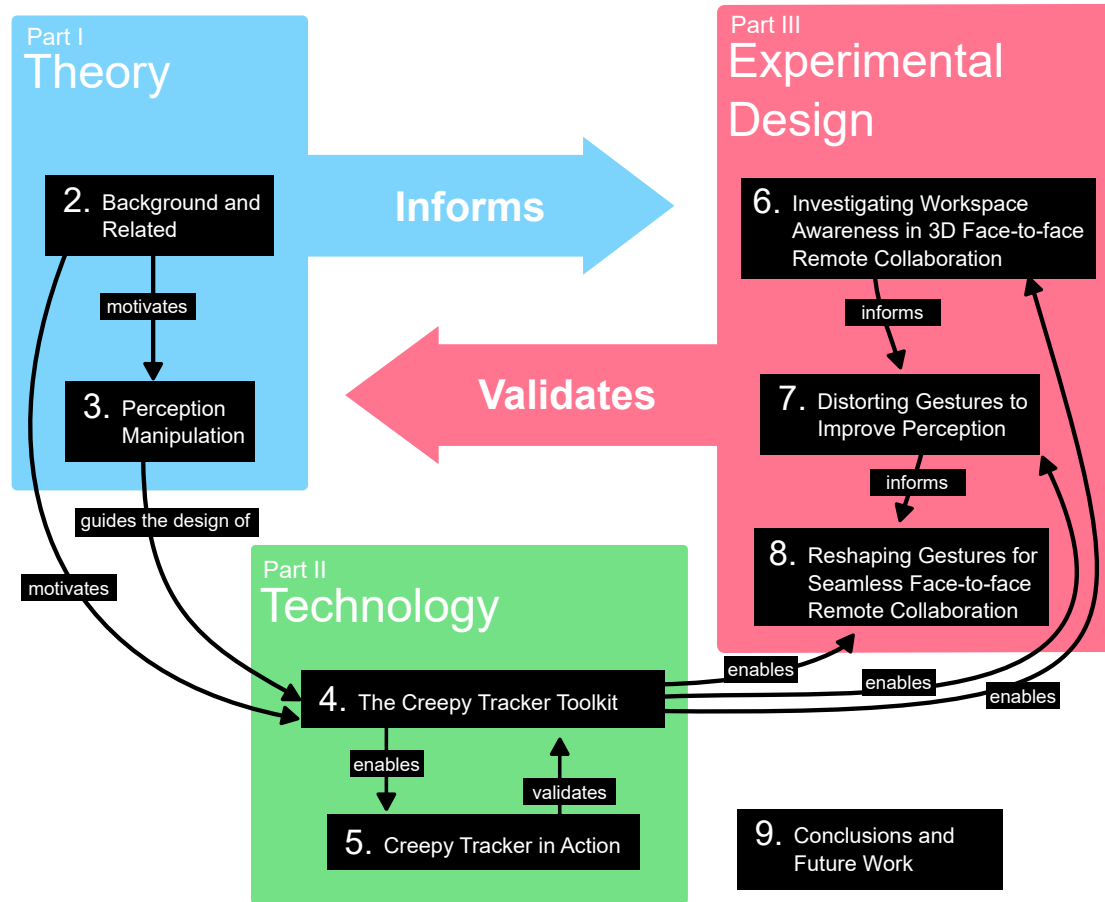 Part I
Theory
2. Background and
Related
motivates
3. Perception
Manipulation
guides the design of
motivates
Informs
Validates
Part III
Experimental
Design
6. Investigating Workspace
Awareness in 3D Face-to-face
Remote Collaboration
informs
7. Distorting Gestures to
Improve Perception
informs
8. Reshaping Gestures for
Seamless Face-to-face
Remote Collaboration
enables
enables
enables
Part II
Technology
4. The Creepy Tracker Toolkit
enables
validates
5. Creepy Tracker in Action
9. Conclusions and
Future Work